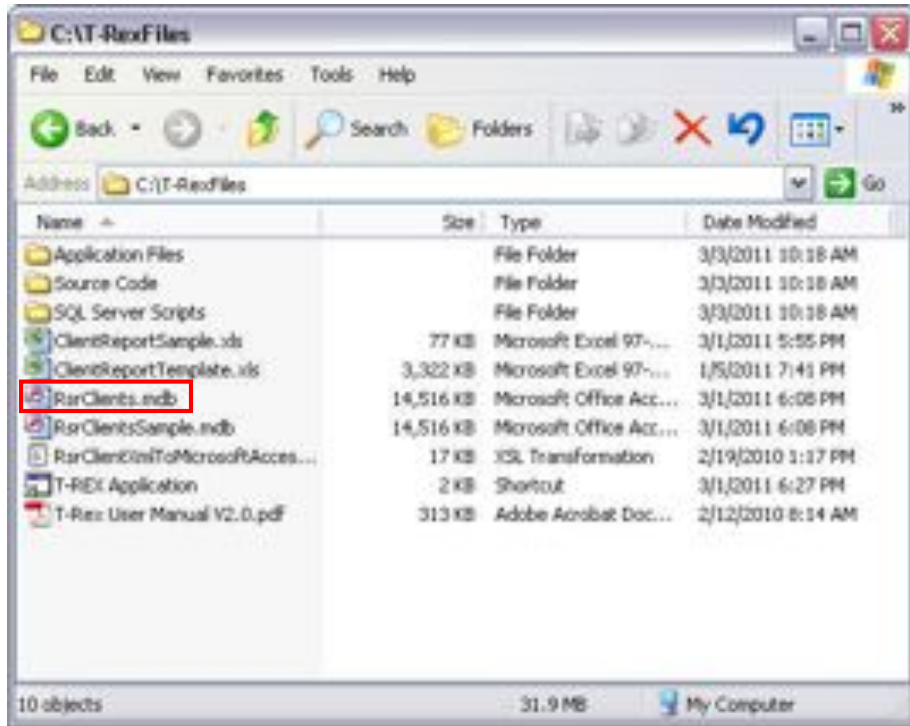 C:\T-RexFiles
File Edit View Favorites Tools Help
Back Search Folders
Address C:\T-RexFiles Go
Name Size Type Date Modified
Application Files File Folder 3/3/2011 10:18 AM
Source Code File Folder 3/3/2011 10:18 AM
SQL Server Scripts File Folder 3/3/2011 10:18 AM
ClientReportSample.xls 77 KB Microsoft Excel 97-... 3/1/2011 5:55 PM
ClientReportTemplate.xls 3,322 KB Microsoft Excel 97-... 1/5/2011 7:41 PM
RsrClients.mdb 14,516 KB Microsoft Office Acc... 3/1/2011 6:08 PM
RsrClientsSample.mdb 14,516 KB Microsoft Office Acc... 3/1/2011 6:08 PM
RsrClientXmlToMicrosoftAcces... 17 KB XSL Transformation 2/19/2010 1:17 PM
T-REX Application 2 KB Shortcut 3/1/2011 6:27 PM
T-Rex User Manual V2.0.pdf 313 KB Adobe Acrobat Doc... 2/12/2010 8:14 AM
10 objects 31.9 MB My Computer